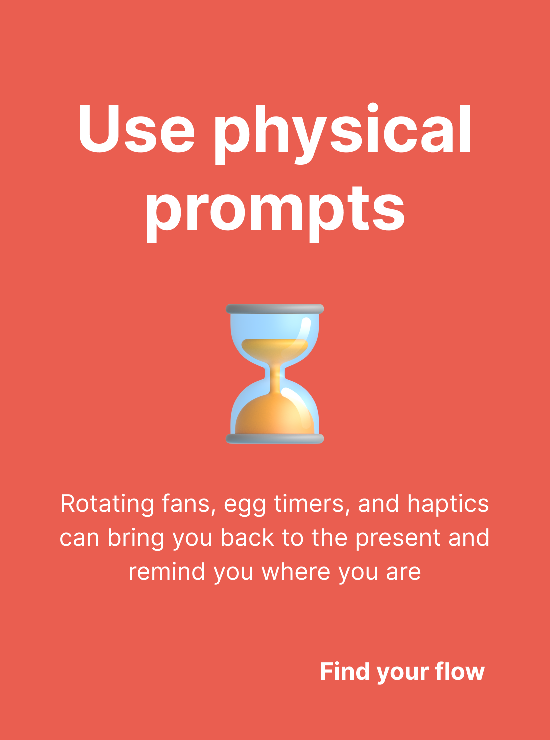 Use physical
prompts
Rotating fans, egg timers, and haptics
can bring you back to the present and
remind you where you are
Find your flow